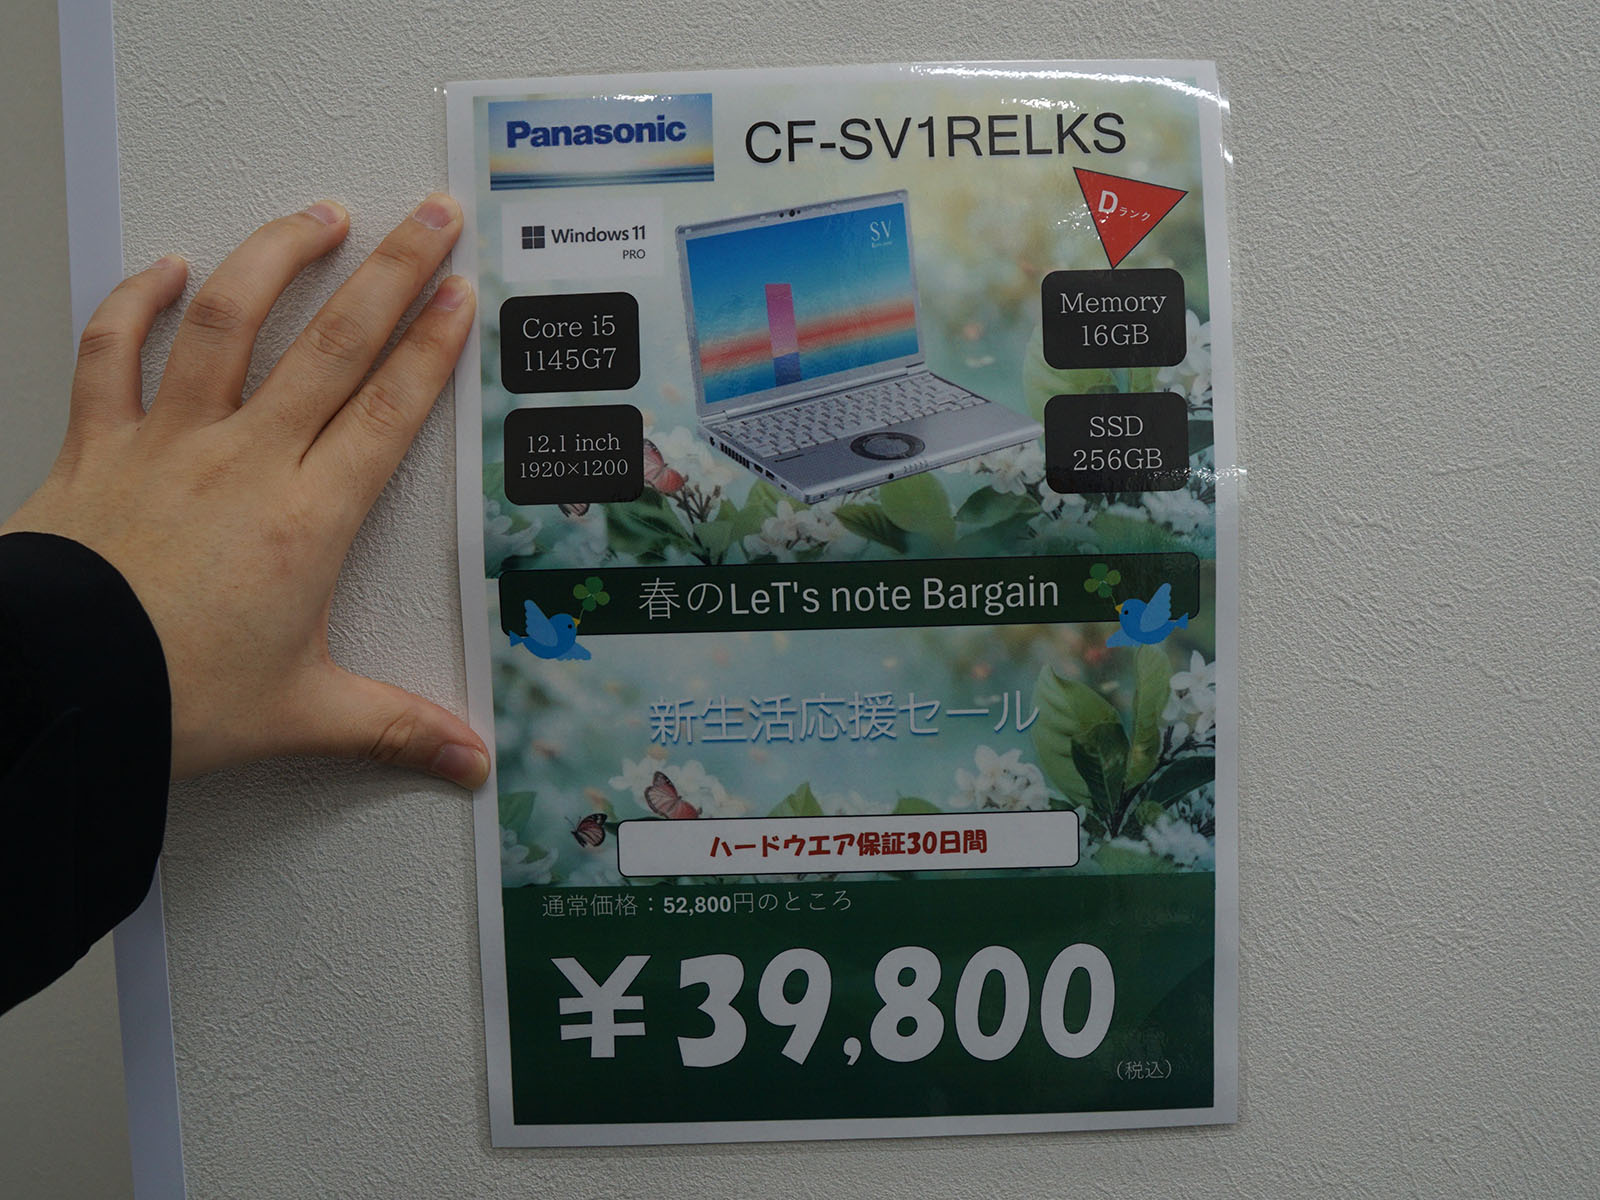 Panasonic
CF-SV1RELKS
Dランク
Windows 11
PRO
SV
Core i5
1145G7
Memory
16GB
12.1 inch
1920×1200
SSD
256GB
春のLeT's note Bargain
新生活応援セール
ハードウエア保証30日間
通常価格：52,800円のところ
￥39,800
（税込）